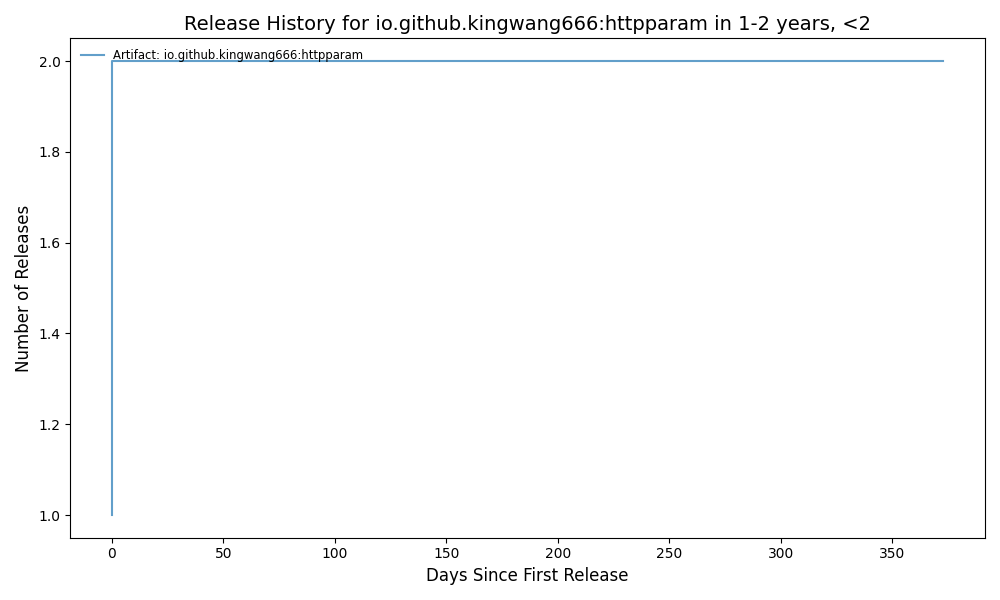 Release History for io.github.kingwang666:httpparam in 1-2 years, <2
Artifact: io.github.kingwang666:httpparam
2.0
1.8
1.6
1.4
1.2
1.0
Number of Releases
0 50 100 150 200 250 300 350
Days Since First Release